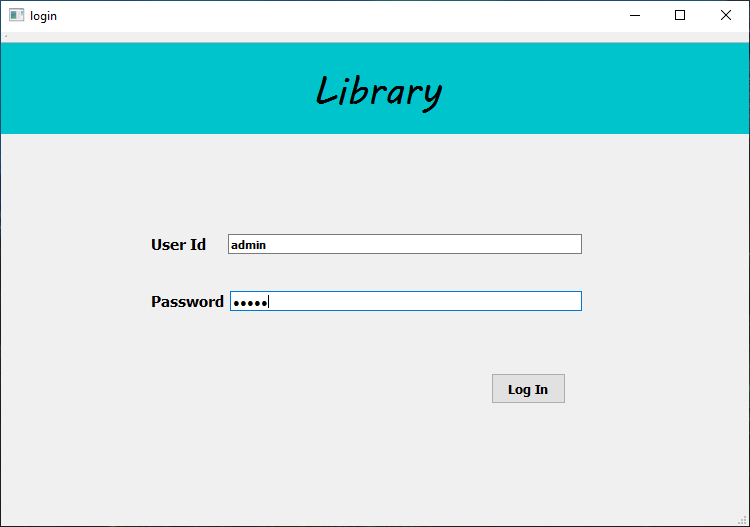 login
Library
User Id admin
Password •••••
Log In